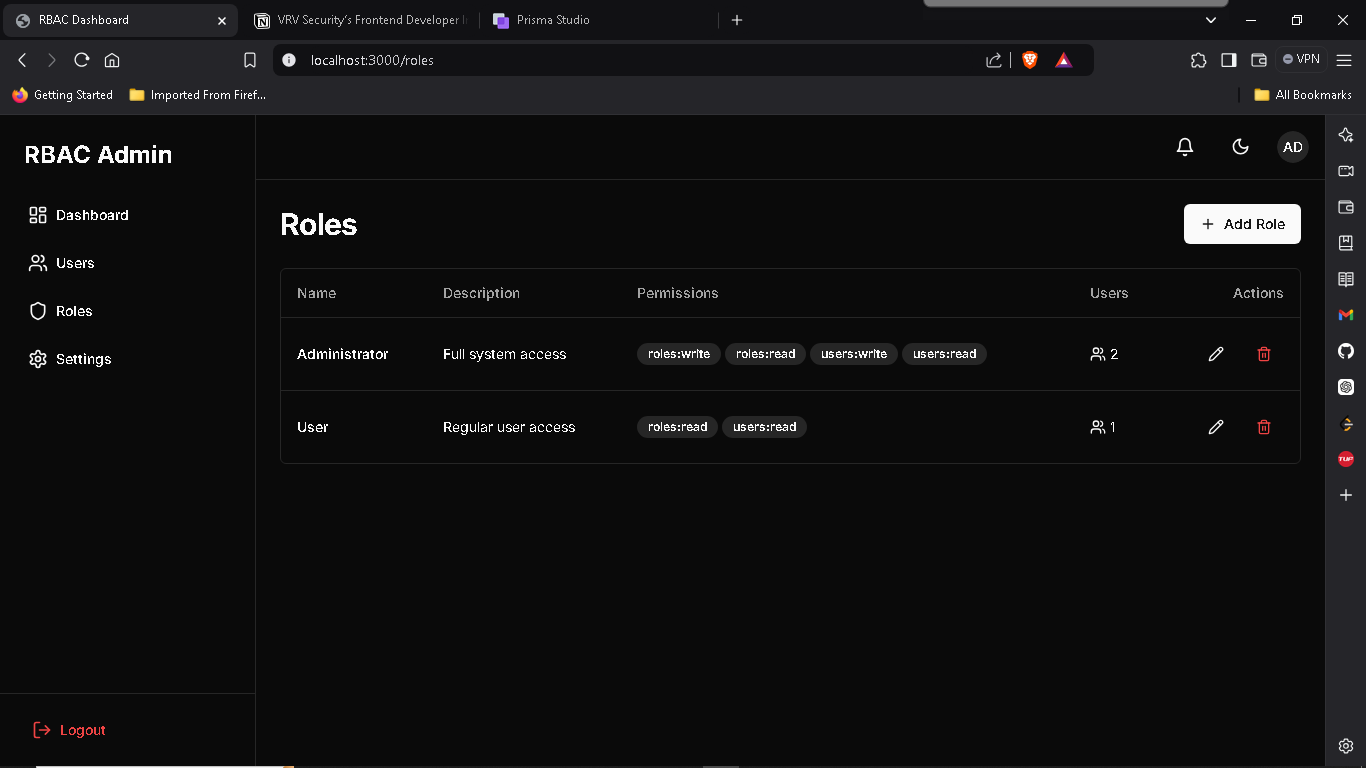 RBAC Dashboard
VRV Security's Frontend Developer I
Prisma Studio
localhost:3000/roles
VPN
Getting Started
Imported From Firef...
All Bookmarks
RBAC Admin
AD
Dashboard
Users
Roles
Settings
Logout
Roles
Add Role
Name Description Permissions Users Actions
Administrator Full system access roles:write roles:read users:write users:read 2
User Regular user access roles:read users:read 1